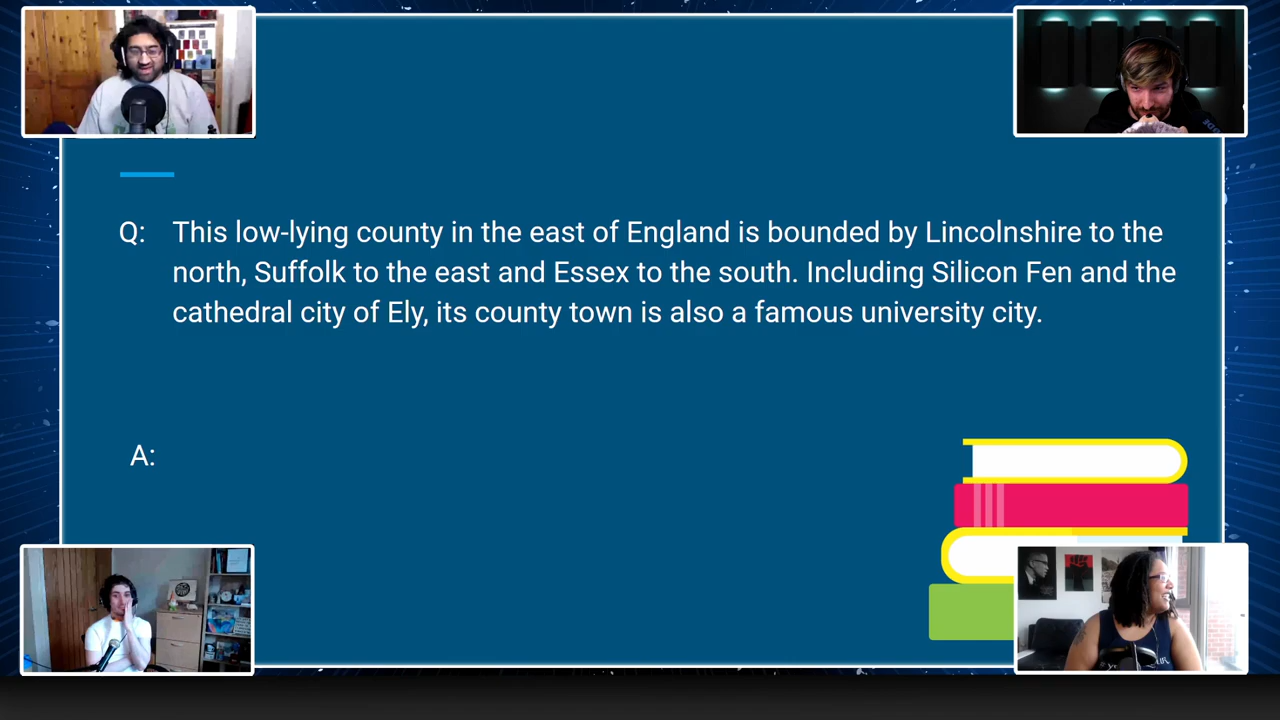 Q: This low-lying county in the east of England is bounded by Lincolnshire to the
north, Suffolk to the east and Essex to the south. Including Silicon Fen and the
cathedral city of Ely, its county town is also a famous university city.
A: